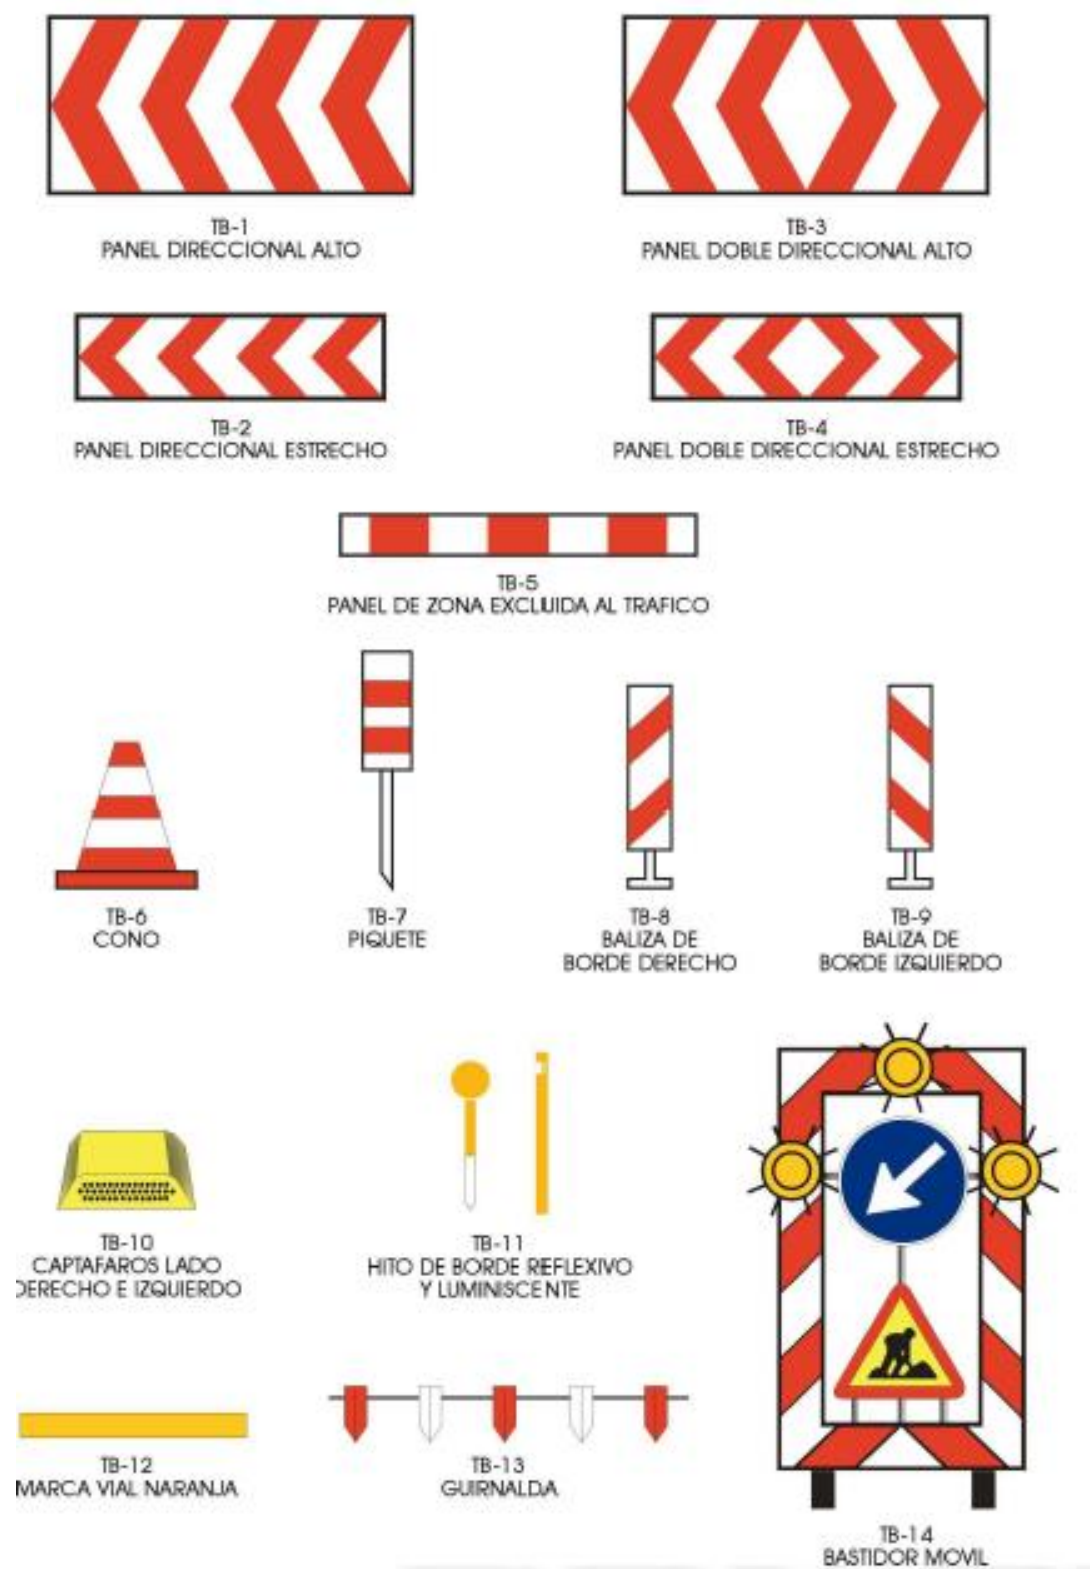 TB-1
PANEL DIRECCIONAL ALTO
TB-3
PANEL DOBLE DIRECCIONAL ALTO
TB-2
PANEL DIRECCIONAL ESTRECHO
TB-4
PANEL DOBLE DIRECCIONAL ESTRECHO
TB-5
PANEL DE ZONA EXCLUIDA AL TRAFICO
TB-6
CONO
TB-7
PIQUETE
TB-8
BALIZA DE
BORDE DERECHO
TB-9
BALIZA DE
BORDE IZQUIERDO
TB-10
CAPTAFAROS LADO
DERECHO E IZQUIERDO
TB-11
HITO DE BORDE REFLEXIVO
Y LUMINISCENTE
TB-12
MARCA VIAL NARANJA
TB-13
GUIRNALDA
TB-14
BASTIDOR MOVIL